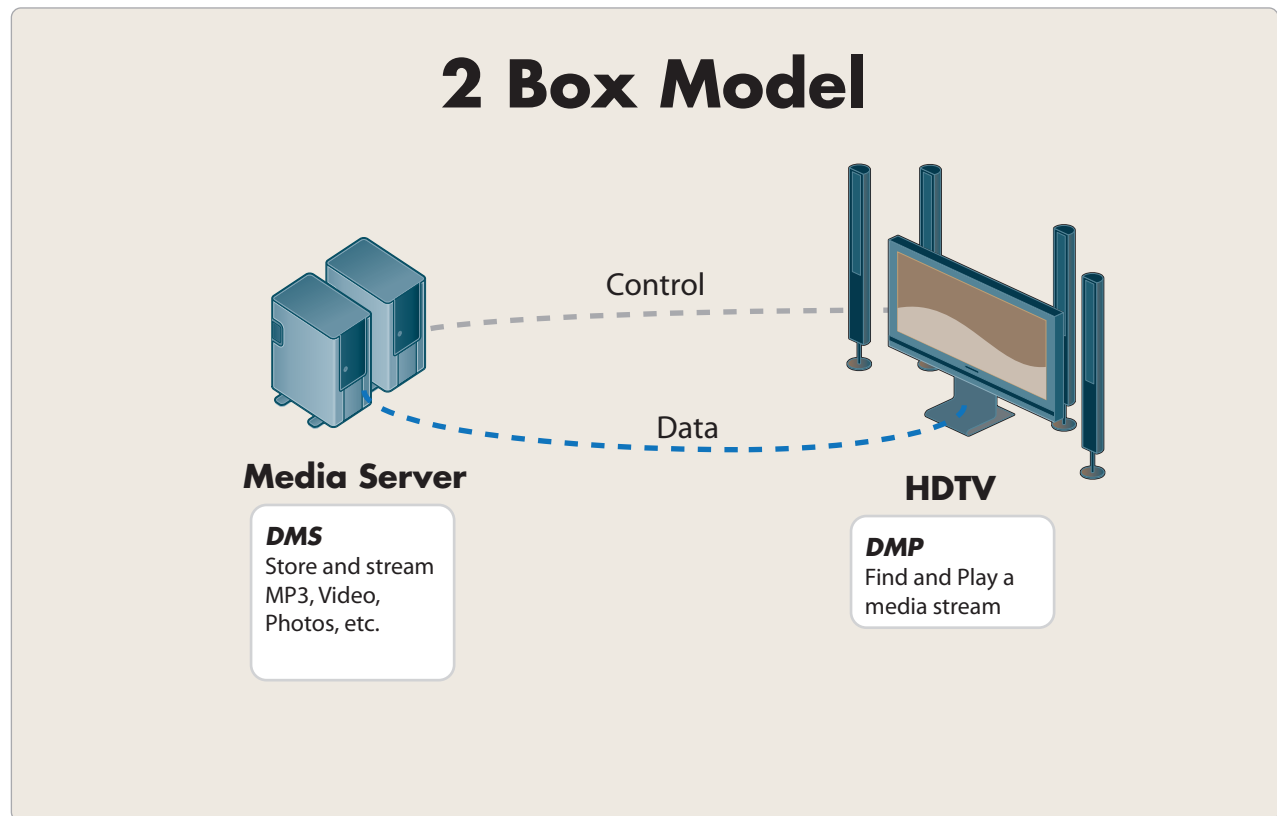 2 Box Model
Control
Data
Media Server
DMS
Store and stream
MP3, Video,
Photos, etc.
HDTV
DMP
Find and Play a
media stream